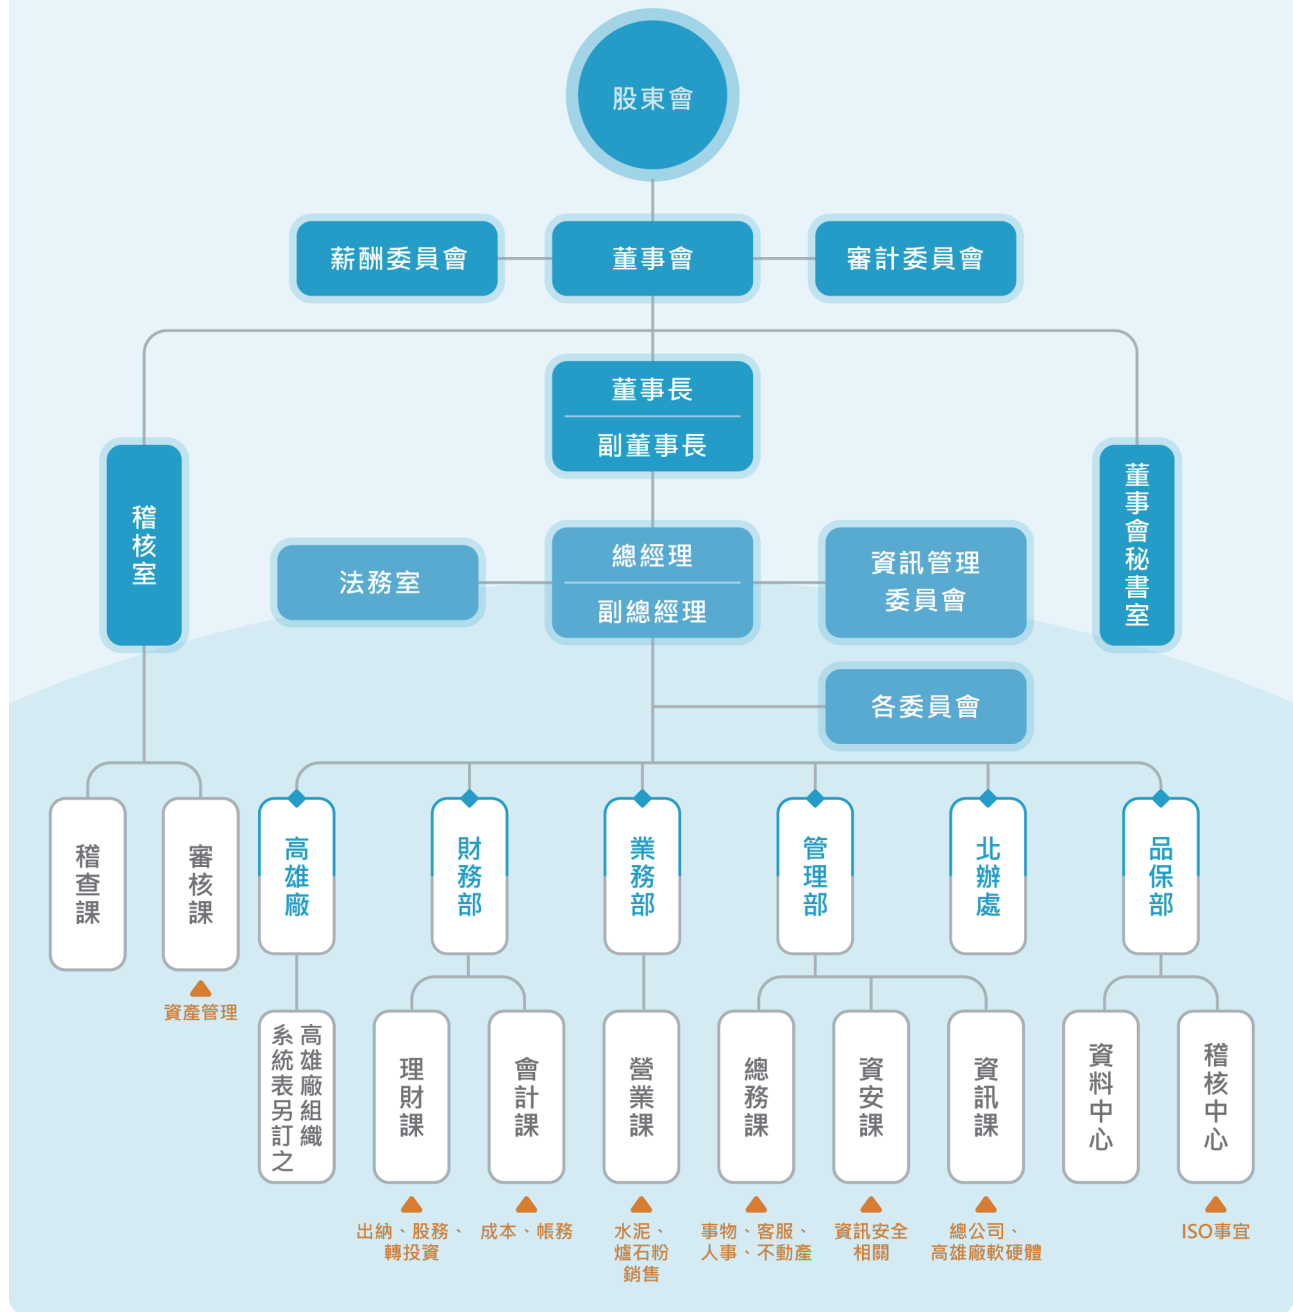 股東會
薪酬委員會
董事會
審計委員會
董事長
副董事長
稽核室
董事會秘書室
法務室
總經理
副總經理
資訊管理
委員會
各委員會
稽查課
審核課
資產管理
高雄廠
財務部
業務部
管理部
北辦處
品保部
高雄廠組織
系統表另訂之
理財課
會計課
營業課
總務課
資安課
資訊課
資料中心
稽核中心
出納、股務、
轉投資
成本、帳務
水泥、
爐石粉
銷售
事物、客服、
人事、不動產
資訊安全
相關
總公司、
高雄廠軟硬體
ISO事宜